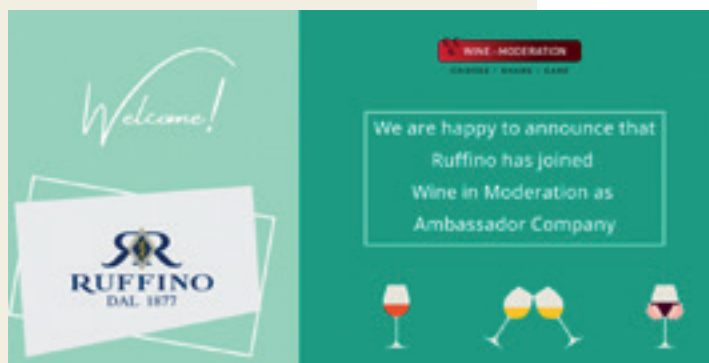 Welcome!
RUFFINO
DAL 1877
WINE in MODERATION
CHOOSE · SHARE · CARE
We are happy to announce that
Ruffino has joined
Wine in Moderation as
Ambassador Company